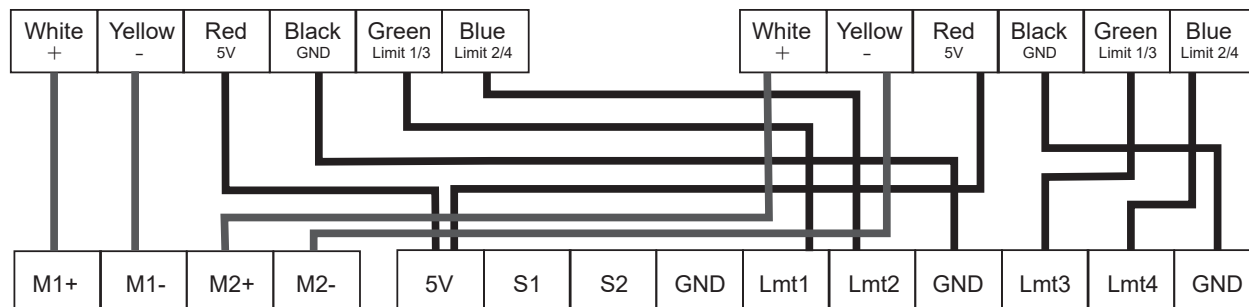 White Yellow Red Black Green Blue White Yellow Red Black Green Blue
+ − 5V GND Limit 1/3 Limit 2/4 + − 5V GND Limit 1/3 Limit 2/4
M1+ M1- M2+ M2- 5V S1 S2 GND Lmt1 Lmt2 GND Lmt3 Lmt4 GND